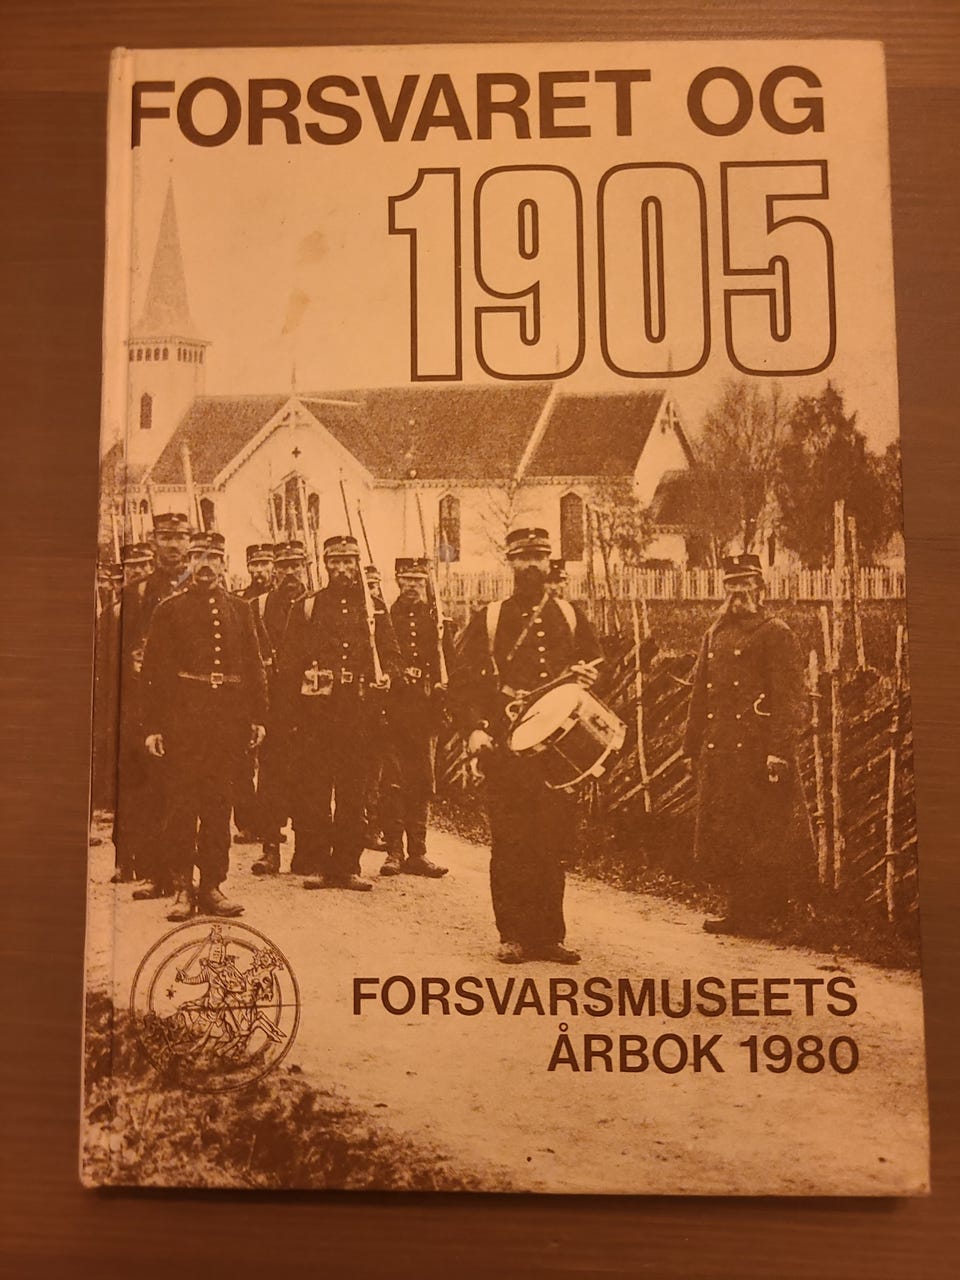 FORSVARET OG
1905
FORSVARSMUSEETS
ÅRBOK 1980